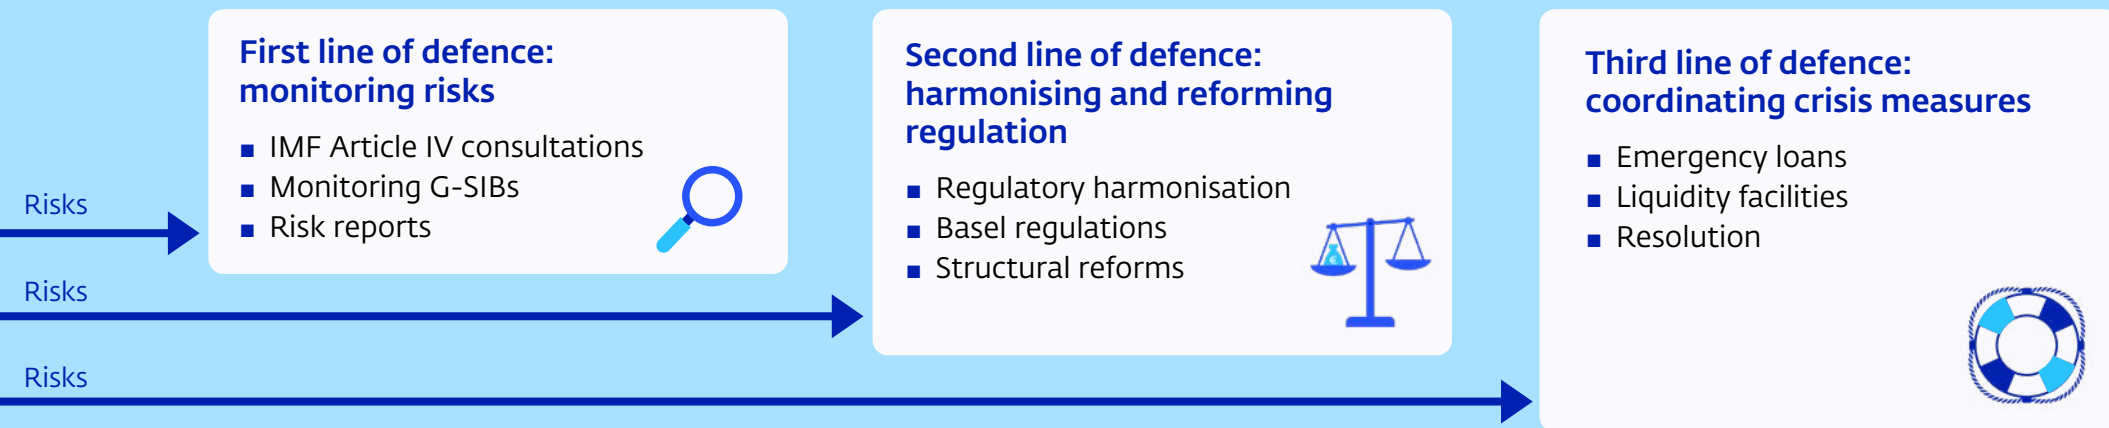 Risks
Risks
Risks
First line of defence:
monitoring risks
▪ IMF Article IV consultations
▪ Monitoring G-SIBs
▪ Risk reports
Second line of defence:
harmonising and reforming
regulation
▪ Regulatory harmonisation
▪ Basel regulations
▪ Structural reforms
€
Third line of defence:
coordinating crisis measures
▪ Emergency loans
▪ Liquidity facilities
▪ Resolution